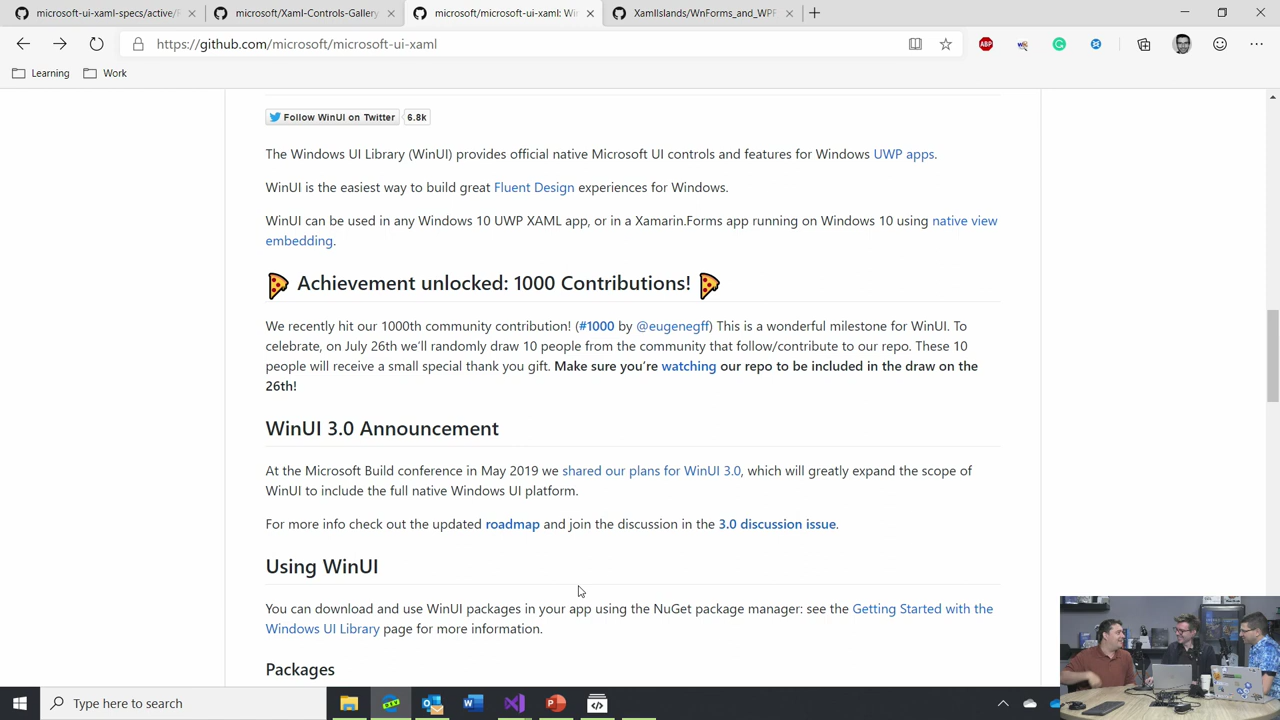 microsoft-ui-xaml-specs/active/
microsoft/Xaml-Controls-Gallery
microsoft/microsoft-ui-xaml: Wi
XamlIslands/WnForms_and_WPF
https://github.com/microsoft/microsoft-ui-xaml
ABP
Learning
Work
Follow WinUI on Twitter
6.8k
The Windows UI Library (WinUI) provides official native Microsoft UI controls and features for Windows UWP apps.
WinUI is the easiest way to build great Fluent Design experiences for Windows.
WinUI can be used in any Windows 10 UWP XAML app, or in a Xamarin.Forms app running on Windows 10 using native view
embedding.
Achievement unlocked: 1000 Contributions!
We recently hit our 1000th community contribution! (#1000 by @eugenegff) This is a wonderful milestone for WinUI. To
celebrate, on July 26th we'll randomly draw 10 people from the community that follow/contribute to our repo. These 10
people will receive a small special thank you gift. Make sure you're watching our repo to be included in the draw on the
26th!
WinUI 3.0 Announcement
At the Microsoft Build conference in May 2019 we shared our plans for WinUI 3.0, which will greatly expand the scope of
WinUI to include the full native Windows UI platform.
For more info check out the updated roadmap and join the discussion in the 3.0 discussion issue.
Using WinUI
You can download and use WinUI packages in your app using the NuGet package manager: see the Getting Started with the
Windows UI Library page for more information.
Packages
Type here to search